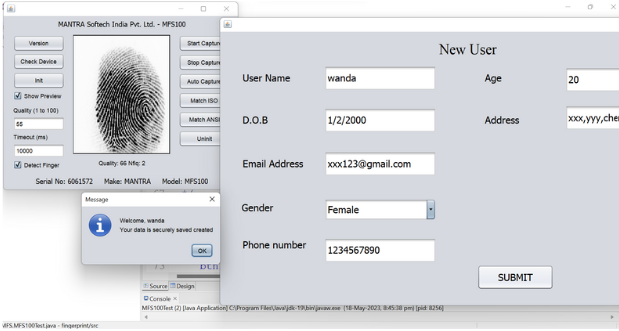 MANTRA Softech India Pvt. Ltd. - MFS100
Version
Check Device
Init
Show Preview
Quality (1 to 100)
55
Timeout (ms)
10000
Detect Finger
Start Capture
Stop Capture
Auto Capture
Match ISO
Match ANSI
Uninit
Quality: 66 Nfiq: 2
Serial No: 6061572 Make: MANTRA Model: MFS100
Message
Welcome, wanda
Your data is securely saved created
OK
New User
User Name wanda Age 20
D.O.B 1/2/2000 Address xxx,yyy,cher
Email Address xxx123@gmail.com
Gender Female
Phone number 1234567890
SUBMIT
Source Design
Console
MFS100Test (2) [Java Application] C:\Program Files\Java\jdk-19\bin\javaw.exe (18-May-2023, 8:45:38 pm) [pid: 8256]
MFS.MFS100Test.java - fingerprint/src